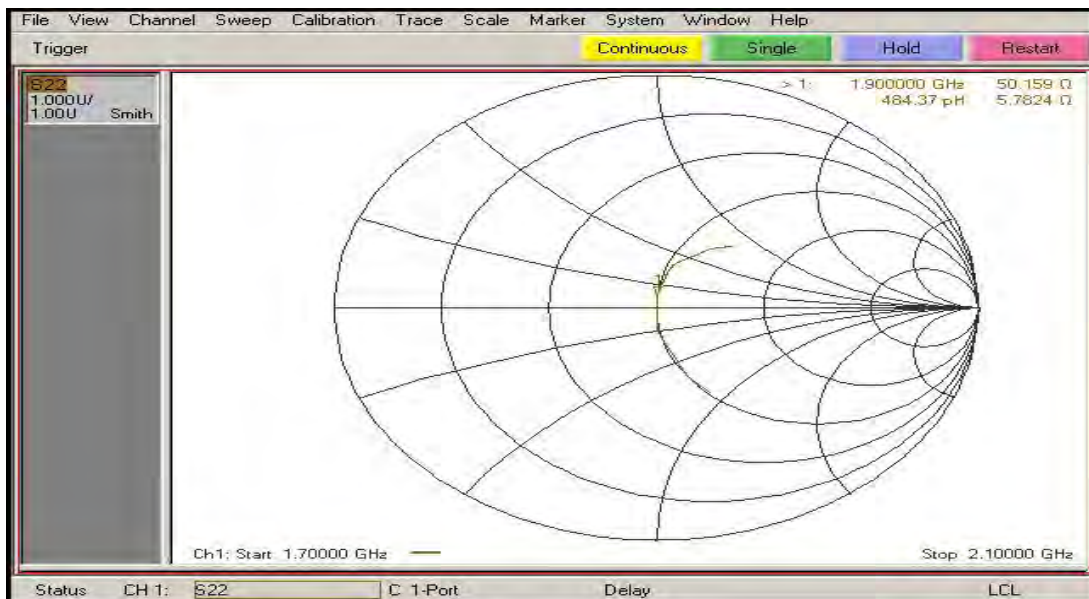 File View Channel Sweep Calibration Trace Scale Marker System Window Help
Trigger Continuous Single Hold Restart
S22
1.000U/
1.00U Smith
> 1: 1.900000 GHz 50.159 Ω
484.37 pH 5.7824 Ω
Ch1: Start 1.70000 GHz Stop 2.10000 GHz
Status CH 1: S22 C 1-Port Delay LCL